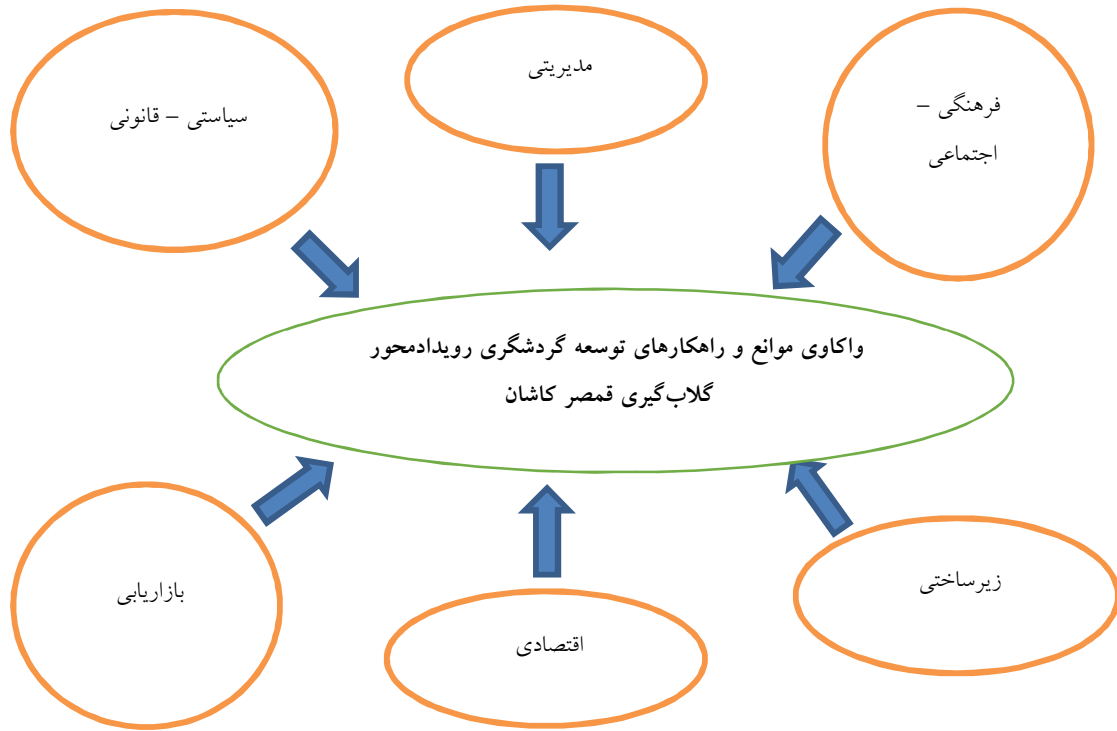 فرهنگی –
اجتماعی
مدیریتی
سیاستی – قانونی
واکاوی موانع و راهکارهای توسعه گردشگری رویدادمحور
گلاب‌گیری قمصر کاشان
زیرساختی
اقتصادی
بازاریابی